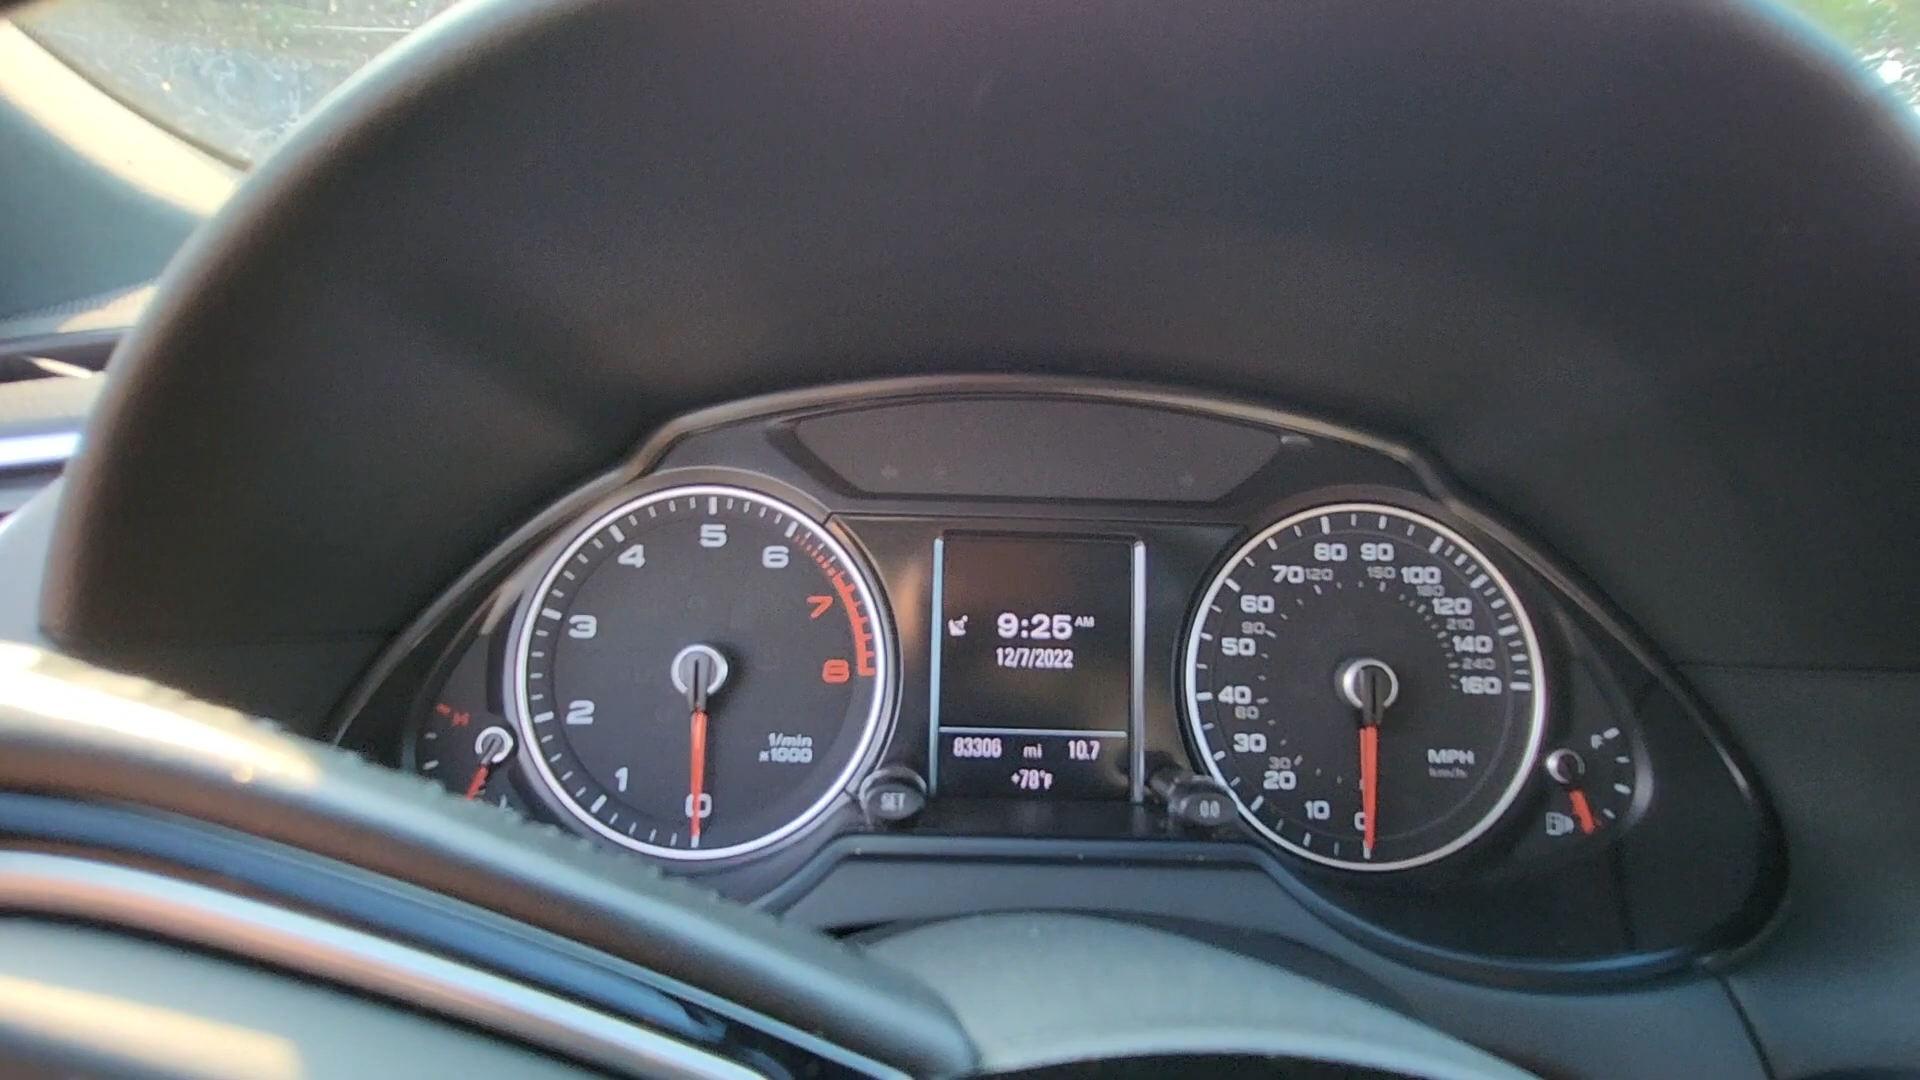 5
4
6
3
7
8
2
1
0
1/min
x1000
9:25 AM
12/7/2022
83306 mi 10.7
+78°F
SET
0.0
80 90
70 120 150 100
180
60 120
90 210
50 140
240
40 160
60
30 MPH
30 km/h
20
10
0